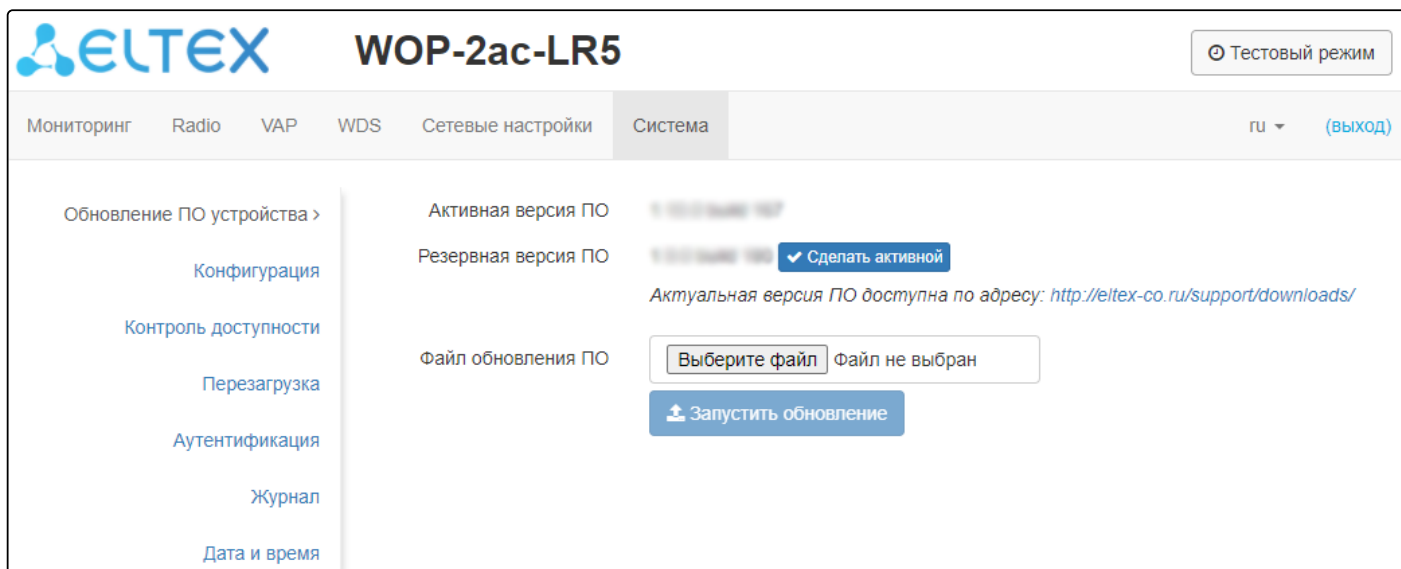 ELTEX WOP-2ac-LR5 Тестовый режим
Мониторинг Radio VAP WDS Сетевые настройки Система ru (выход)
Обновление ПО устройства >
Конфигурация
Контроль доступности
Перезагрузка
Аутентификация
Журнал
Дата и время
Активная версия ПО
Резервная версия ПО Сделать активной
Актуальная версия ПО доступна по адресу: http://eltex-co.ru/support/downloads/
Файл обновления ПО Выберите файл Файл не выбран
Запустить обновление